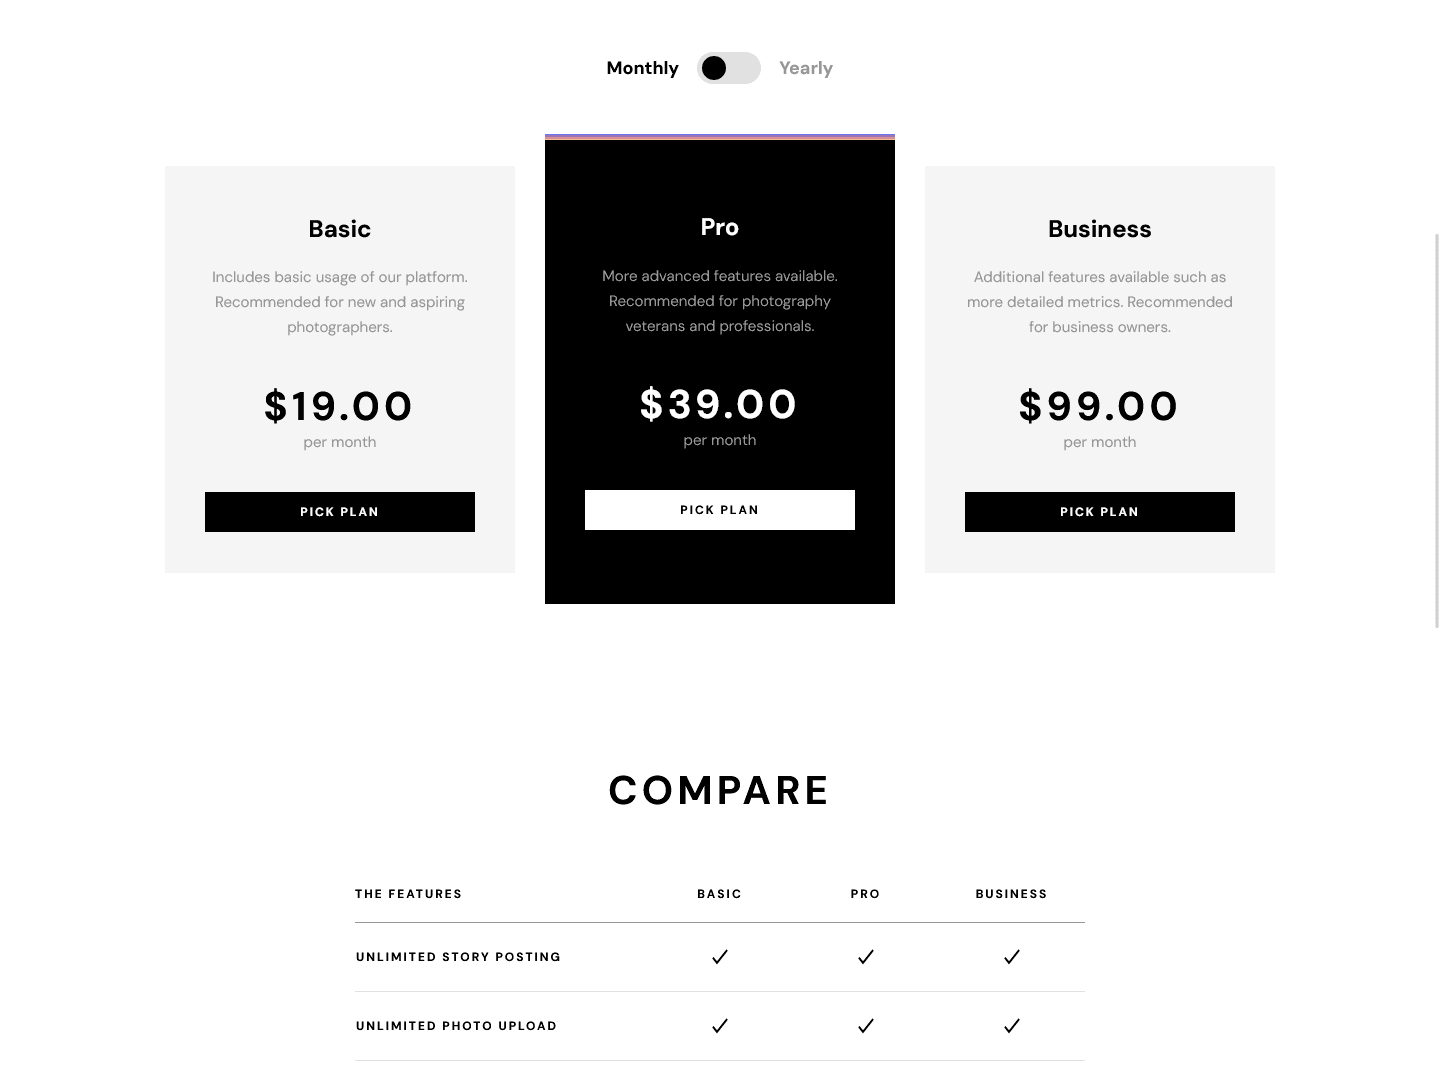 Monthly Yearly
Basic
Includes basic usage of our platform.
Recommended for new and aspiring
photographers.
$19.00
per month
PICK PLAN
Pro
More advanced features available.
Recommended for photography
veterans and professionals.
$39.00
per month
PICK PLAN
Business
Additional features available such as
more detailed metrics. Recommended
for business owners.
$99.00
per month
PICK PLAN
COMPARE
THE FEATURES BASIC PRO BUSINESS
UNLIMITED STORY POSTING
UNLIMITED PHOTO UPLOAD